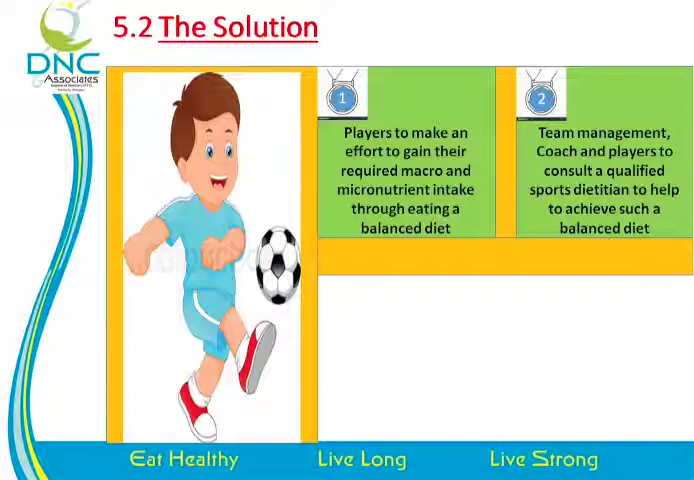 5.2 The Solution
DNC
& Associates
1
Players to make an
effort to gain their
required macro and
micronutrient intake
through eating a
balanced diet
2
Team management,
Coach and players to
consult a qualified
sports dietitian to help
to achieve such a
balanced diet
Eat Healthy
Live Long
Live Strong